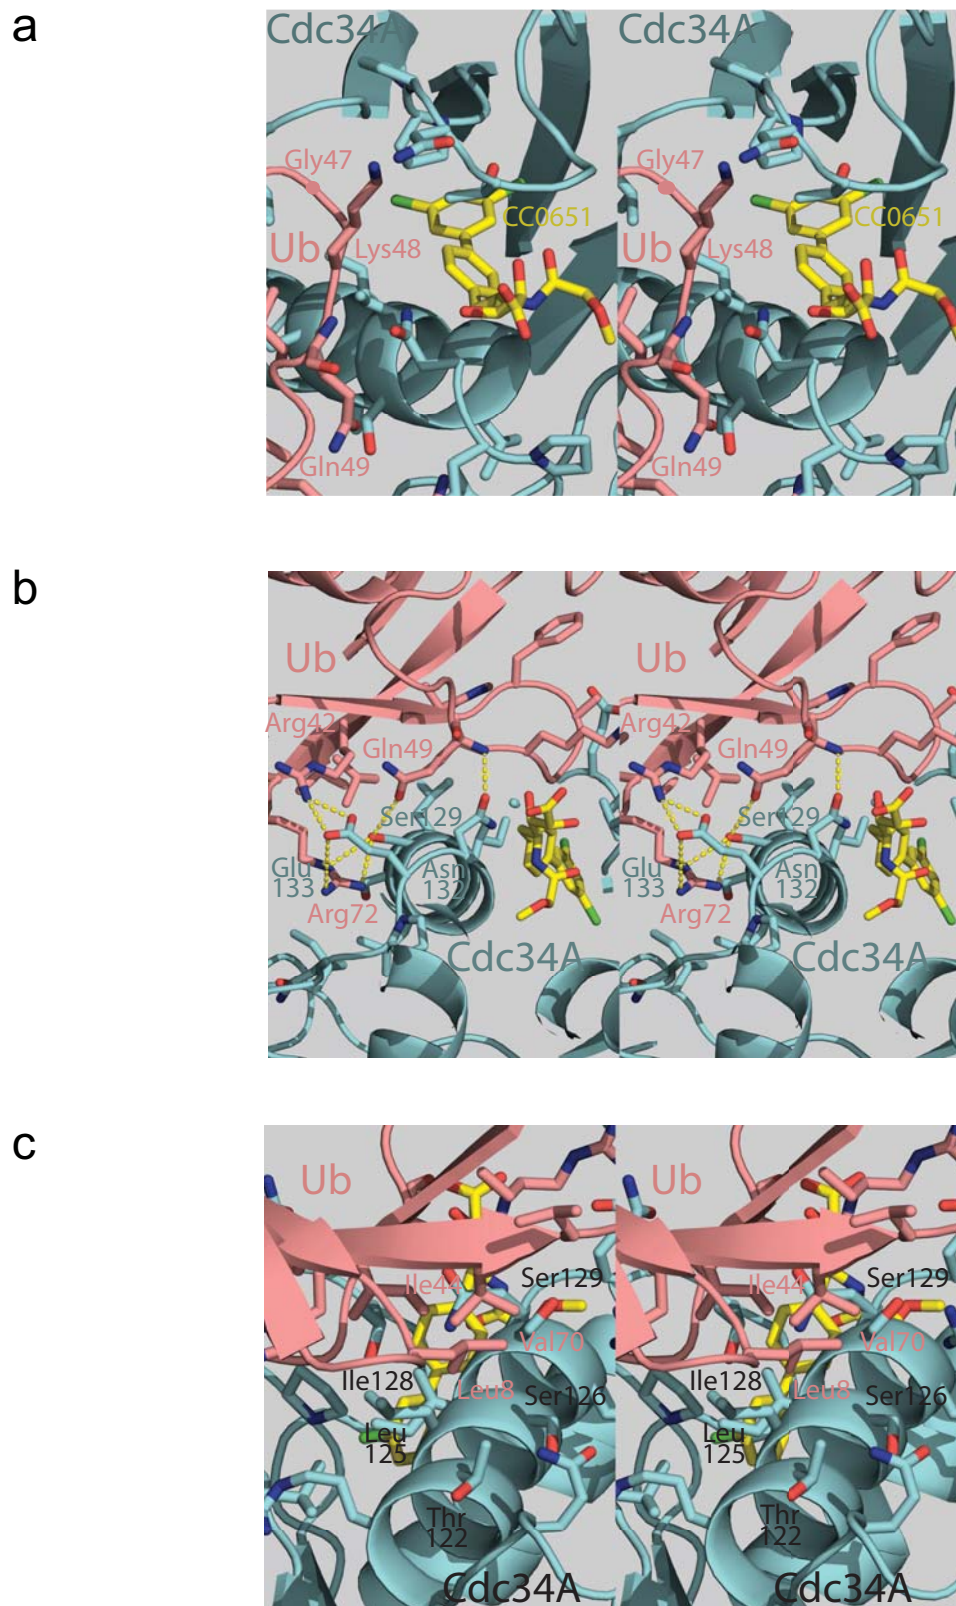 a
Cdc34A Cdc34A
Gly47 Gly47
CC0651 CC0651
Ub Lys48 Ub Lys48
Gln49 Gln49
b
Ub Ub
Arg42 Arg42
Gln49 Gln49
Ser129 Ser129
Glu Asn Glu Asn
133 132 133 132
Arg72 Arg72
Cdc34A Cdc34A
c
Ub Ub
Ser129 Ser129
Ile44 Ile44
Val70 Val70
Ile128 Leu8 Ile128 Leu8
Ser126 Ser126
Leu Leu
125 125
Thr Thr
122 122
Cdc34A Cdc34A